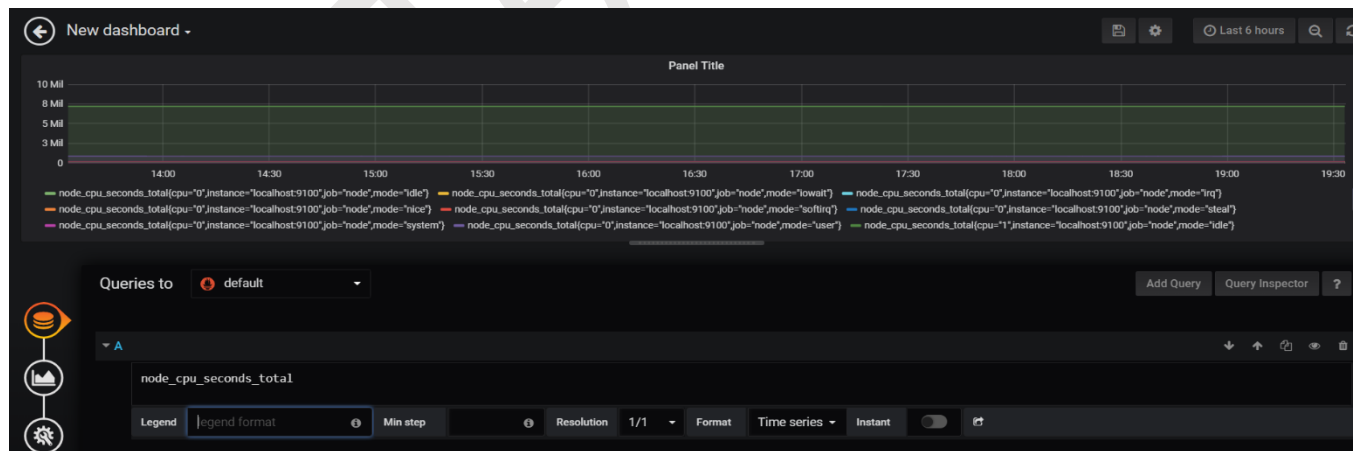 New dashboard
Last 6 hours
Panel Title
10 Mil
8 Mil
5 Mil
3 Mil
0
14:00 14:30 15:00 15:30 16:00 16:30 17:00 17:30 18:00 18:30 19:00 19:30
node_cpu_seconds_total{cpu="0",instance="localhost:9100",job="node",mode="idle"} node_cpu_seconds_total{cpu="0",instance="localhost:9100",job="node",mode="iowait"} node_cpu_seconds_total{cpu="0",instance="localhost:9100",job="node",mode="irq"}
node_cpu_seconds_total{cpu="0",instance="localhost:9100",job="node",mode="nice"} node_cpu_seconds_total{cpu="0",instance="localhost:9100",job="node",mode="softirq"} node_cpu_seconds_total{cpu="0",instance="localhost:9100",job="node",mode="steal"}
node_cpu_seconds_total{cpu="0",instance="localhost:9100",job="node",mode="system"} node_cpu_seconds_total{cpu="0",instance="localhost:9100",job="node",mode="user"} node_cpu_seconds_total{cpu="1",instance="localhost:9100",job="node",mode="idle"}
Queries to default Add Query Query Inspector ?
A
node_cpu_seconds_total
Legend legend format Min step Resolution 1/1 Format Time series Instant